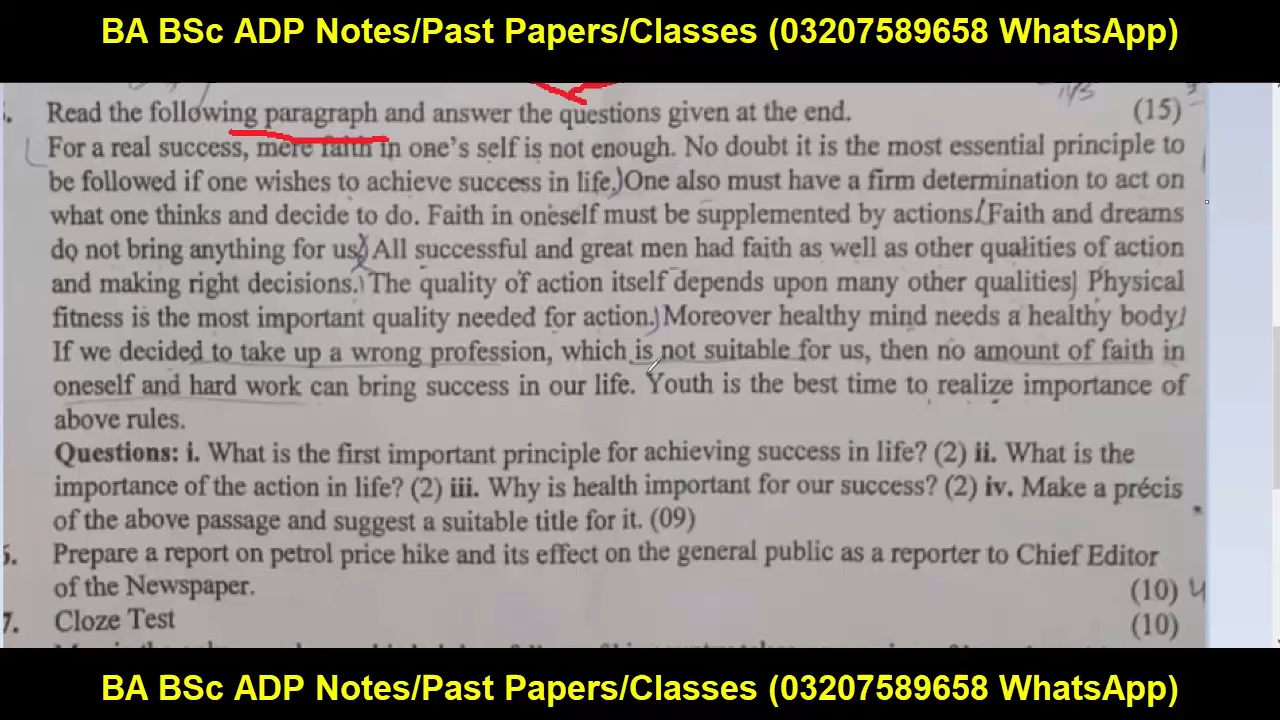 BA BSc ADP Notes/Past Papers/Classes (03207589658 WhatsApp)
Read the following paragraph and answer the questions given at the end. (15)
For a real success, mere faith in one's self is not enough. No doubt it is the most essential principle to
be followed if one wishes to achieve success in life. One also must have a firm determination to act on
what one thinks and decide to do. Faith in oneself must be supplemented by actions. Faith and dreams
do not bring anything for us. All successful and great men had faith as well as other qualities of action
and making right decisions. The quality of action itself depends upon many other qualities. Physical
fitness is the most important quality needed for action. Moreover healthy mind needs a healthy body.
If we decided to take up a wrong profession, which is not suitable for us, then no amount of faith in
oneself and hard work can bring success in our life. Youth is the best time to realize importance of
above rules.
Questions: i. What is the first important principle for achieving success in life? (2) ii. What is the
importance of the action in life? (2) iii. Why is health important for our success? (2) iv. Make a précis
of the above passage and suggest a suitable title for it. (09)
Prepare a report on petrol price hike and its effect on the general public as a reporter to Chief Editor
of the Newspaper. (10)
7. Cloze Test (10)
BA BSc ADP Notes/Past Papers/Classes (03207589658 WhatsApp)